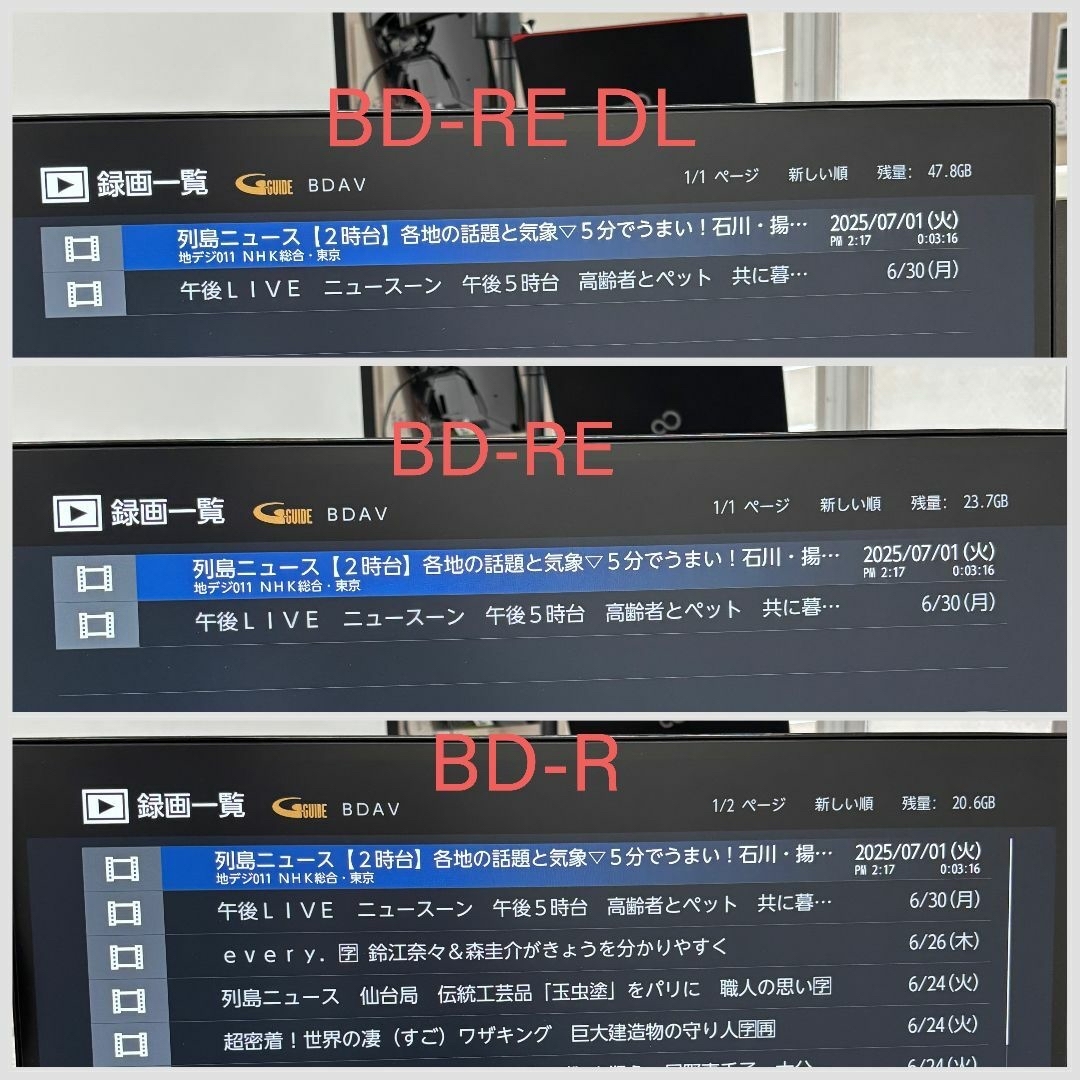 BD-RE DL
録画一覧 G-GUIDE BDAV 1/1 ページ 新しい順 残量: 47.8GB
列島ニュース【２時台】各地の話題と気象▽５分でうまい！石川・揚… 2025/07/01(火)
地デジ011 ＮＨＫ総合・東京 PM 2:17 0:03:16
午後ＬＩＶＥ ニュースーン 午後５時台 高齢者とペット 共に暮… 6/30(月)
BD-RE
録画一覧 G-GUIDE BDAV 1/1 ページ 新しい順 残量: 23.7GB
列島ニュース【２時台】各地の話題と気象▽５分でうまい！石川・揚… 2025/07/01(火)
地デジ011 ＮＨＫ総合・東京 PM 2:17 0:03:16
午後ＬＩＶＥ ニュースーン 午後５時台 高齢者とペット 共に暮… 6/30(月)
BD-R
録画一覧 G-GUIDE BDAV 1/2 ページ 新しい順 残量: 20.6GB
列島ニュース【２時台】各地の話題と気象▽５分でうまい！石川・揚… 2025/07/01(火)
地デジ011 ＮＨＫ総合・東京 PM 2:17 0:03:16
午後ＬＩＶＥ ニュースーン 午後５時台 高齢者とペット 共に暮… 6/30(月)
ｅｖｅｒｙ．字 鈴江奈々＆森圭介がきょうを分かりやすく 6/26(木)
列島ニュース 仙台局 伝統工芸品「玉虫塗」をパリに 職人の思い字 6/24(火)
超密着！世界の凄（すご）ワザキング 巨大建造物の守り人字再 6/24(火)
6/24(火)